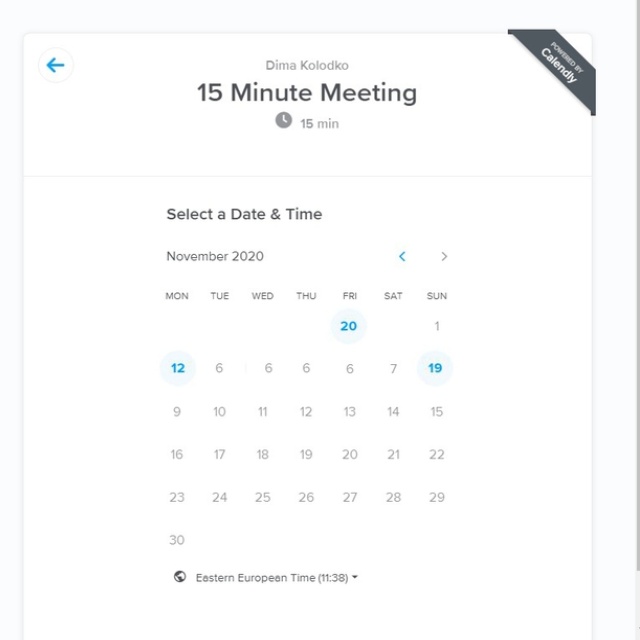 POWERED BY
Calendly
Dima Kolodko
15 Minute Meeting
15 min
Select a Date & Time
November 2020
MON TUE WED THU FRI SAT SUN
20 1
12 6 6 6 6 7 19
9 10 11 12 13 14 15
16 17 18 19 20 21 22
23 24 25 26 27 28 29
30
Eastern European Time (11:38)